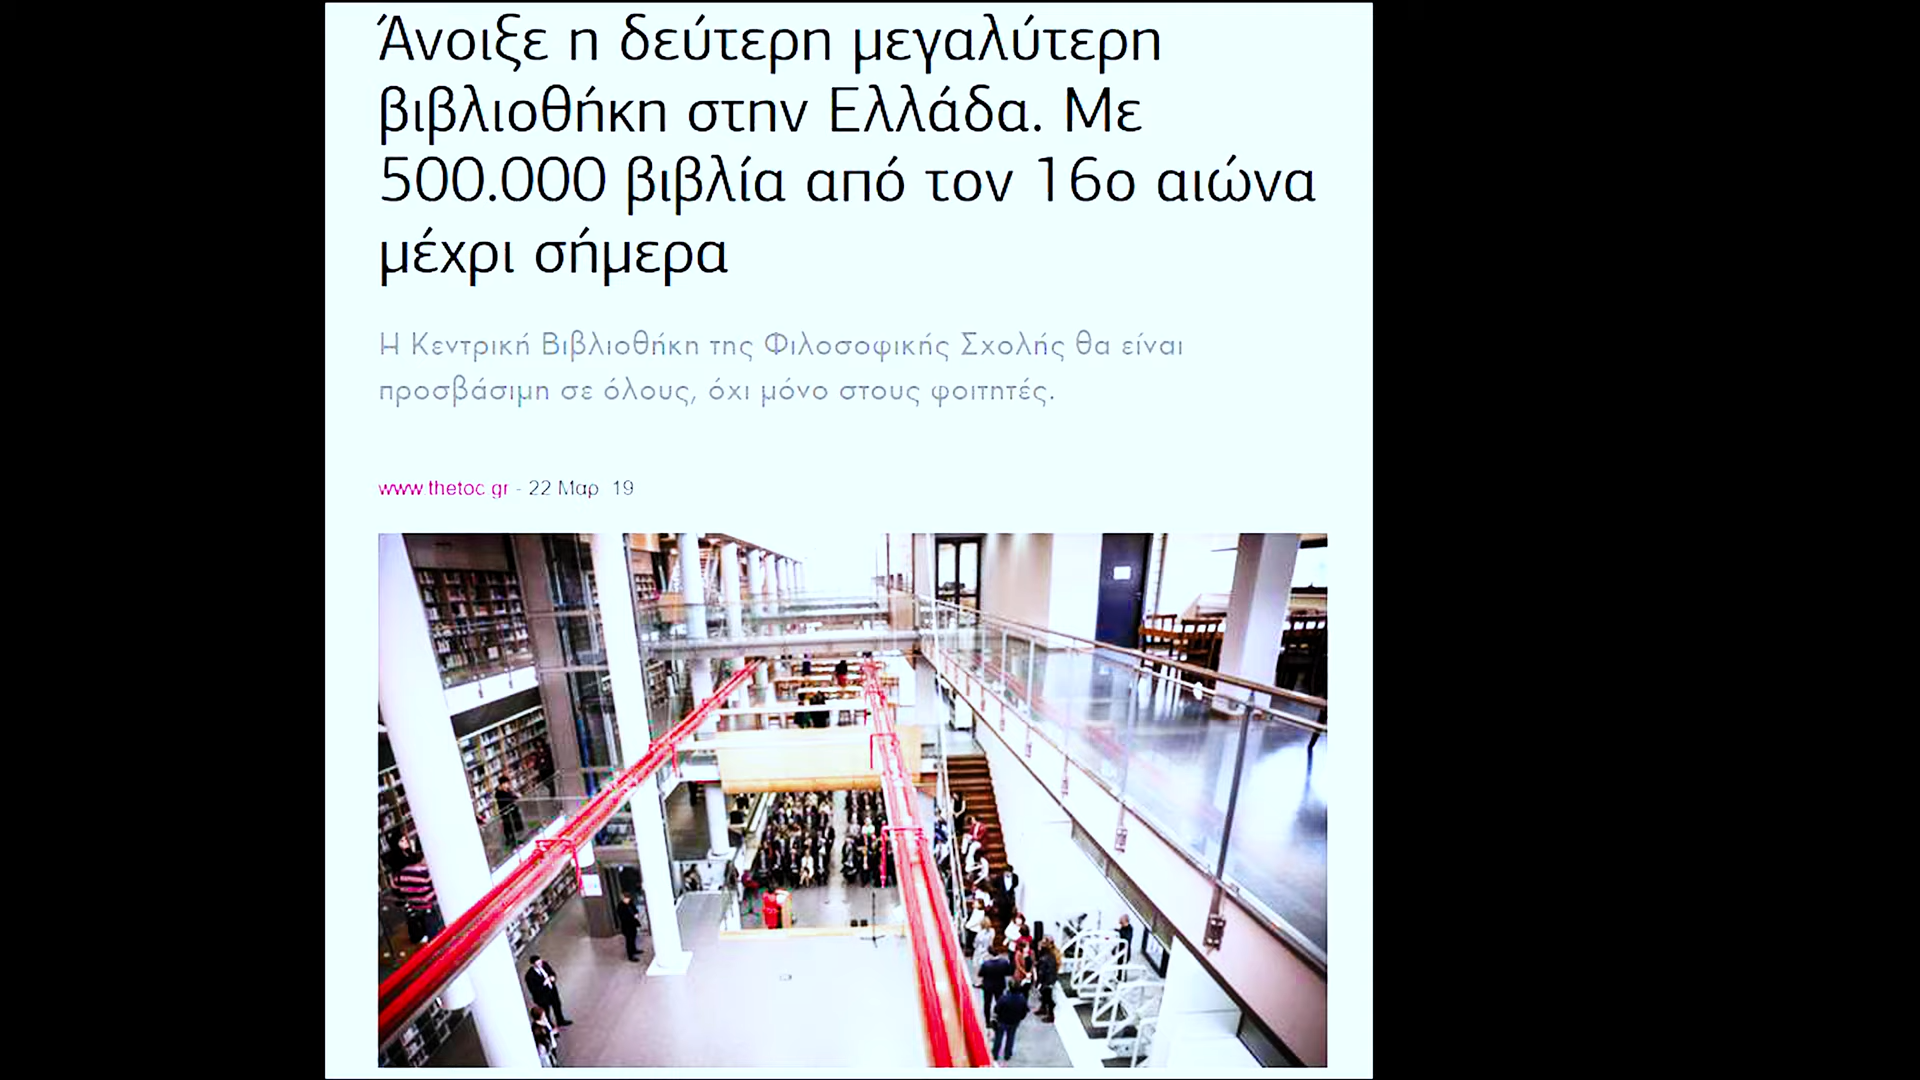 Άνοιξε η δεύτερη μεγαλύτερη
βιβλιοθήκη στην Ελλάδα. Με
500.000 βιβλία από τον 16ο αιώνα
μέχρι σήμερα
Η Κεντρική Βιβλιοθήκη της Φιλοσοφικής Σχολής θα είναι
προσβάσιμη σε όλους, όχι μόνο στους φοιτητές.
www.thetoc.gr - 22 Μαρ 19